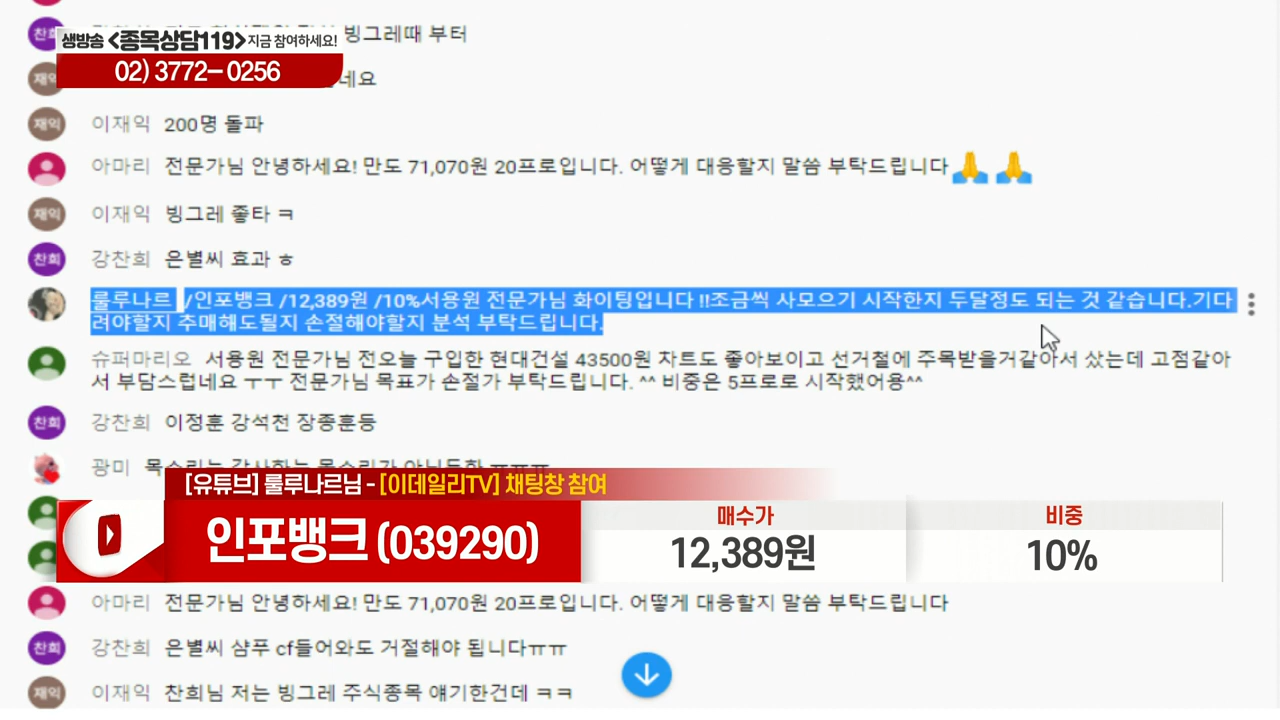 생방송 <종목상담119> 지금 참여하세요!
02) 3772-0256
찬희 빙그레때 부터
재익 네요
재익 이재익 200명 돌파
아마리 전문가님 안녕하세요! 만도 71,070원 20프로입니다. 어떻게 대응할지 말씀 부탁드립니다🙏🙏
재익 이재익 빙그레 좋타 ㅋ
찬희 강찬희 은별씨 효과 ㅎ
룰루나르 /인포뱅크 /12,389원 /10%서용원 전문가님 화이팅입니다 !!조금씩 사모으기 시작한지 두달정도 되는 것 같습니다.기다
려야할지 추매해도될지 손절해야할지 분석 부탁드립니다.
슈퍼마리오 서용원 전문가님 전오늘 구입한 현대건설 43500원 차트도 좋아보이고 선거철에 주목받을거같아서 샀는데 고점같아
서 부담스럽네요 ㅜㅜ 전문가님 목표가 손절가 부탁드립니다. ^^ 비중은 5프로로 시작했어용^^
찬희 강찬희 이정훈 강석천 장종훈등
광미
[유튜브] 룰루나르님 - [이데일리TV] 채팅창 참여
인포뱅크 (039290)
매수가
12,389원
비중
10%
아마리 전문가님 안녕하세요! 만도 71,070원 20프로입니다. 어떻게 대응할지 말씀 부탁드립니다
찬희 강찬희 은별씨 샴푸 cf들어와도 거절해야 됩니다ㅠㅠ
재익 이재익 찬희님 저는 빙그레 주식종목 얘기한건데 ㅋㅋ